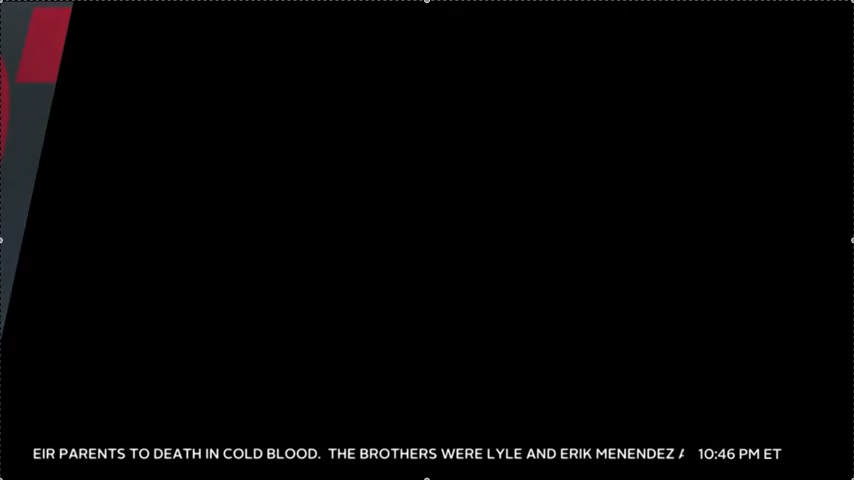 EIR PARENTS TO DEATH IN COLD BLOOD. THE BROTHERS WERE LYLE AND ERIK MENENDEZ 10:46 PM ET